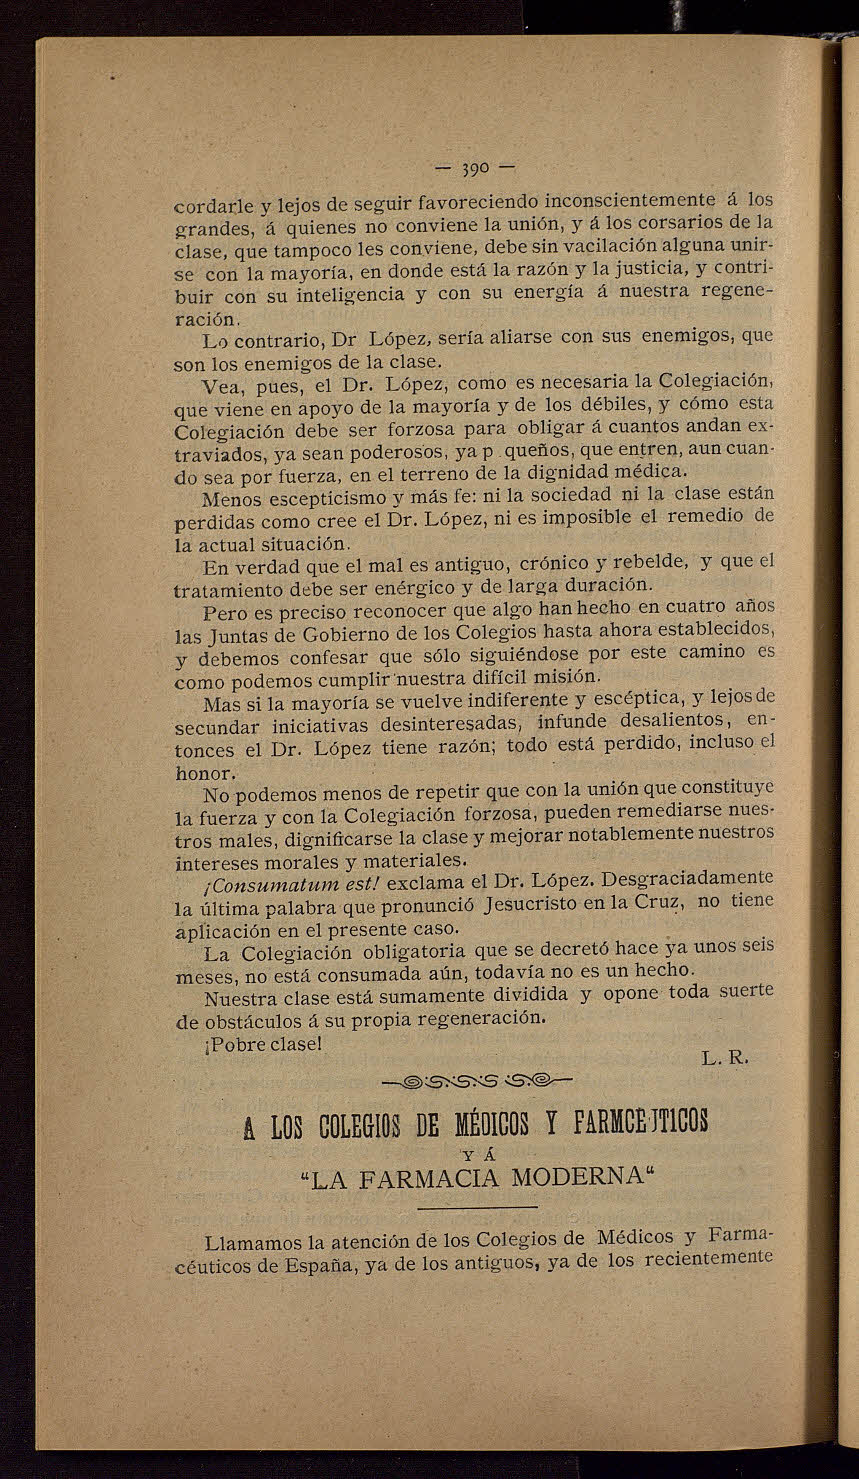 — 390 —
cordarle y lejos de seguir favoreciendo inconscientemente á los
grandes, á quienes no conviene la unión, y á los corsarios de la
clase, que tampoco les conviene, debe sin vacilación alguna unir-
se con la mayoría, en donde está la razón y la justicia, y contri-
buir con su inteligencia y con su energía á nuestra regene-
ración.
Lo contrario, Dr López, sería aliarse con sus enemigos, que
son los enemigos de la clase.
Vea, pues, el Dr. López, como es necesaria la Colegiación,
que viene en apoyo de la mayoría y de los débiles, y cómo esta
Colegiación debe ser forzosa para obligar á cuantos andan ex-
traviados, ya sean poderosos, ya p queños, que entren, aun cuan-
do sea por fuerza, en el terreno de la dignidad médica.
Menos escepticismo y más fe: ni la sociedad ni la clase están
perdidas como cree el Dr. López, ni es imposible el remedio de
la actual situación.
En verdad que el mal es antiguo, crónico y rebelde, y que el
tratamiento debe ser enérgico y de larga duración.
Pero es preciso reconocer que algo han hecho en cuatro años
las Juntas de Gobierno de los Colegios hasta ahora establecidos,
y debemos confesar que sólo siguiéndose por este camino es
como podemos cumplir nuestra difícil misión.
Mas si la mayoría se vuelve indiferente y escéptica, y lejos de
secundar iniciativas desinteresadas, infunde desalientos, en-
tonces el Dr. López tiene razón; todo está perdido, incluso el
honor.
No podemos menos de repetir que con la unión que constituye
la fuerza y con la Colegiación forzosa, pueden remediarse nues-
tros males, dignificarse la clase y mejorar notablemente nuestros
intereses morales y materiales.
¡Consumatum est! exclama el Dr. López. Desgraciadamente
la última palabra que pronunció Jesucristo en la Cruz, no tiene
aplicación en el presente caso.
La Colegiación obligatoria que se decretó hace ya unos seis
meses, no está consumada aún, todavía no es un hecho.
Nuestra clase está sumamente dividida y opone toda suerte
de obstáculos á su propia regeneración.
¡Pobre clase!
L. R.
A LOS COLEGIOS DE MÉDICOS Y FARMCEJT1COS
Y Á
"LA FARMACIA MODERNA"
Llamamos la atención de los Colegios de Médicos y Farma-
céuticos de España, ya de los antiguos, ya de los recientemente